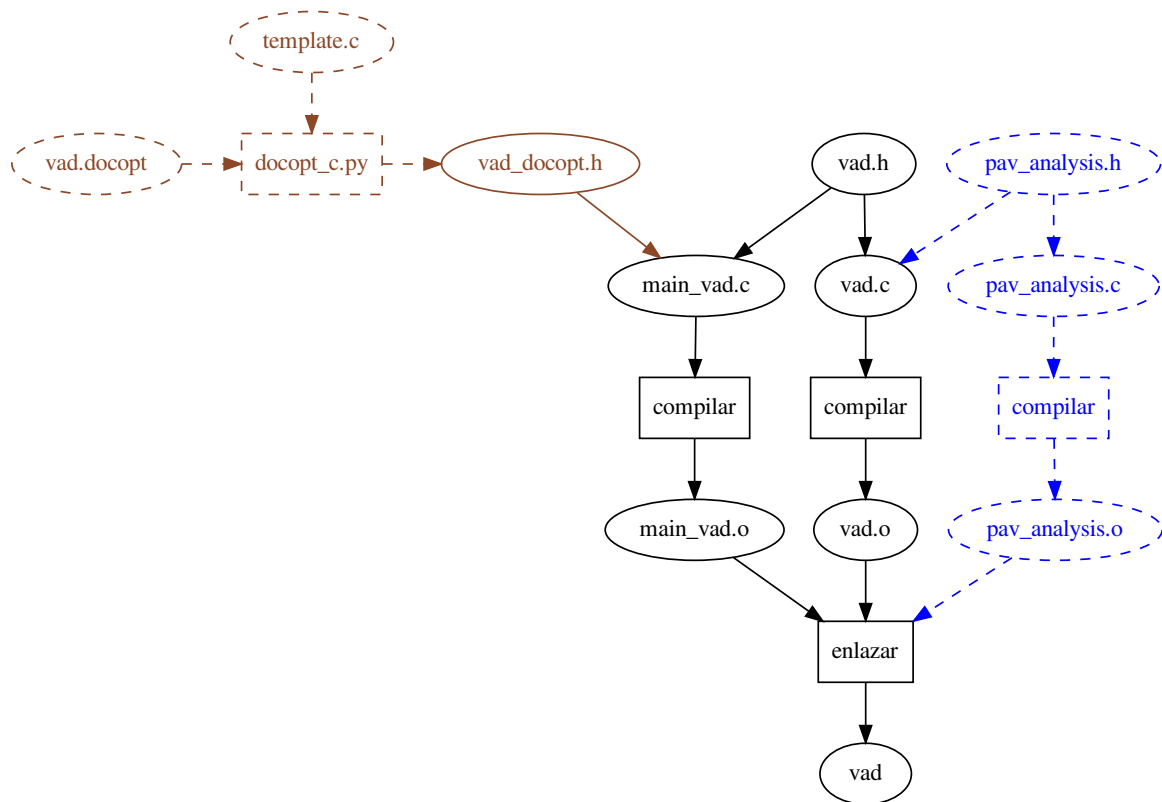 template.c
vad.docopt
docopt_c.py
vad_docopt.h
vad.h
pav_analysis.h
main_vad.c
vad.c
pav_analysis.c
compilar
compilar
compilar
main_vad.o
vad.o
pav_analysis.o
enlazar
vad